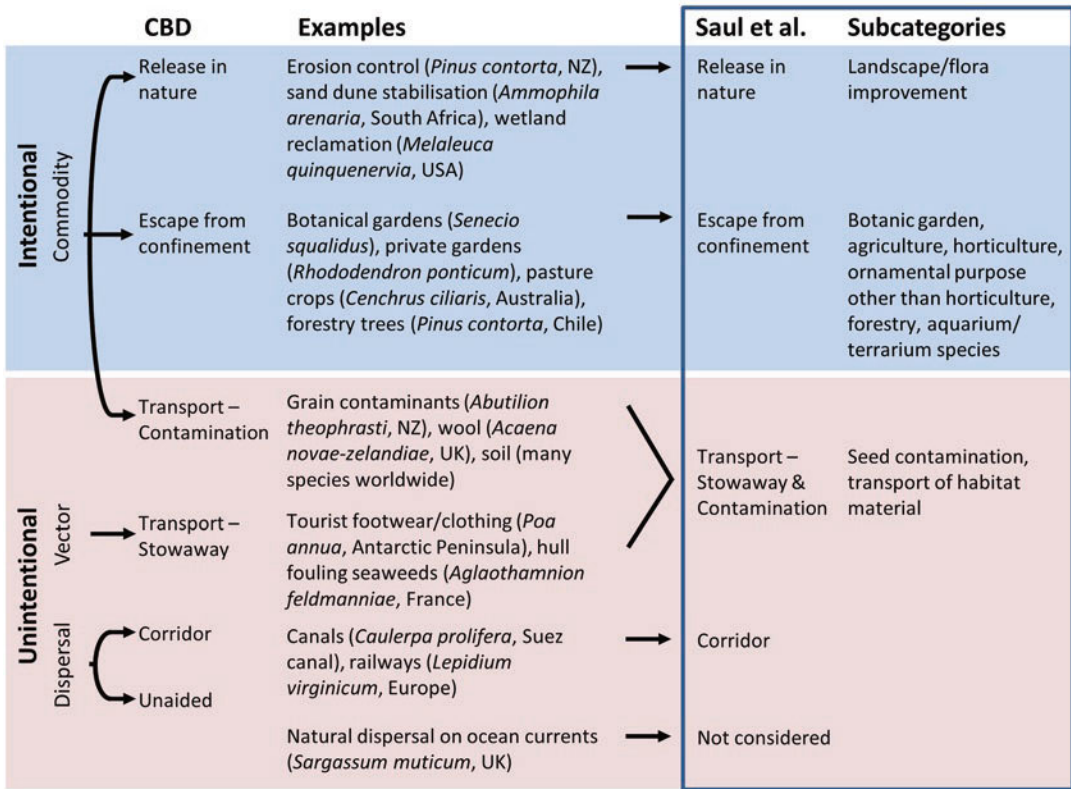 CBD
Examples
Saul et al.
Subcategories
Intentional
Commodity
Release in
nature
Erosion control (Pinus contorta, NZ),
sand dune stabilisation (Ammophila
arenaria, South Africa), wetland
reclamation (Melaleuca
quinquenervia, USA)
Release in
nature
Landscape/flora
improvement
Escape from
confinement
Botanical gardens (Senecio
squalidus), private gardens
(Rhododendron ponticum), pasture
crops (Cenchrus ciliaris, Australia),
forestry trees (Pinus contorta, Chile)
Escape from
confinement
Botanic garden,
agriculture, horticulture,
ornamental purpose
other than horticulture,
forestry, aquarium/
terrarium species
Unintentional
Vector
Dispersal
Transport –
Contamination
Grain contaminants (Abutilion
theophrasti, NZ), wool (Acaena
novae-zelandiae, UK), soil (many
species worldwide)
Transport –
Stowaway &
Contamination
Seed contamination,
transport of habitat
material
Transport –
Stowaway
Tourist footwear/clothing (Poa
annua, Antarctic Peninsula), hull
fouling seaweeds (Aglaothamnion
feldmanniae, France)
Corridor
Canals (Caulerpa prolifera, Suez
canal), railways (Lepidium
virginicum, Europe)
Corridor
Unaided
Natural dispersal on ocean currents
(Sargassum muticum, UK)
Not considered